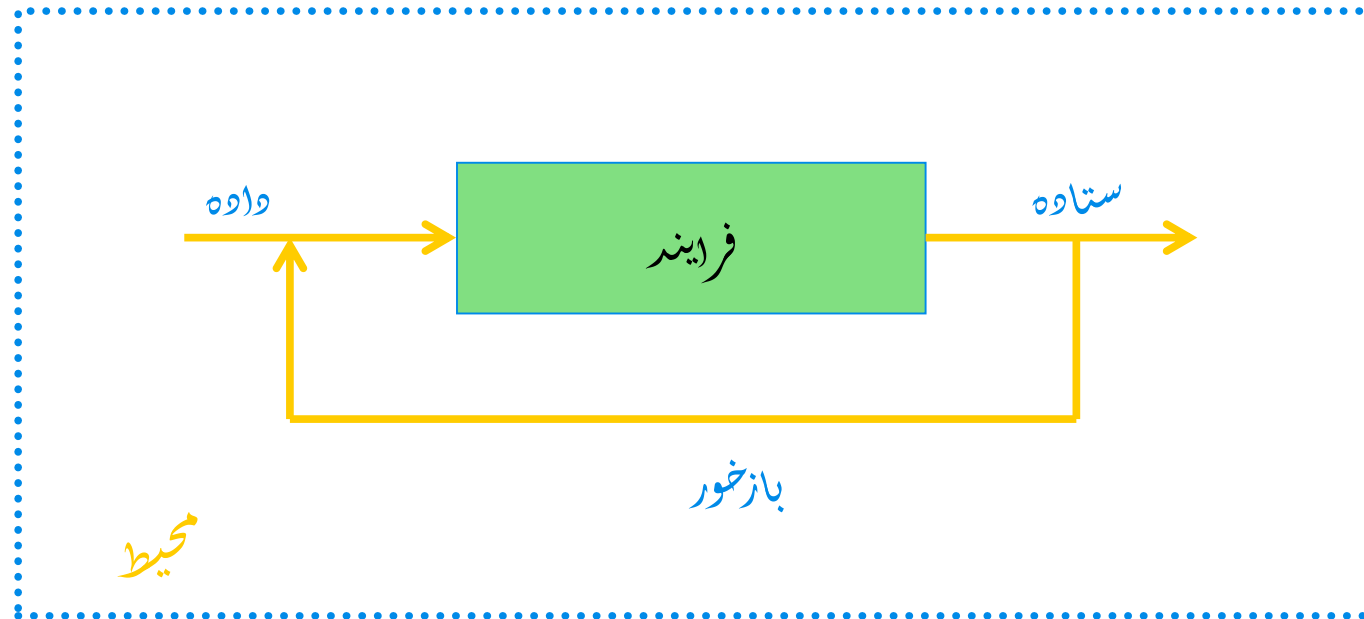 داده
ستاده
فرایند
بازخور
محیط